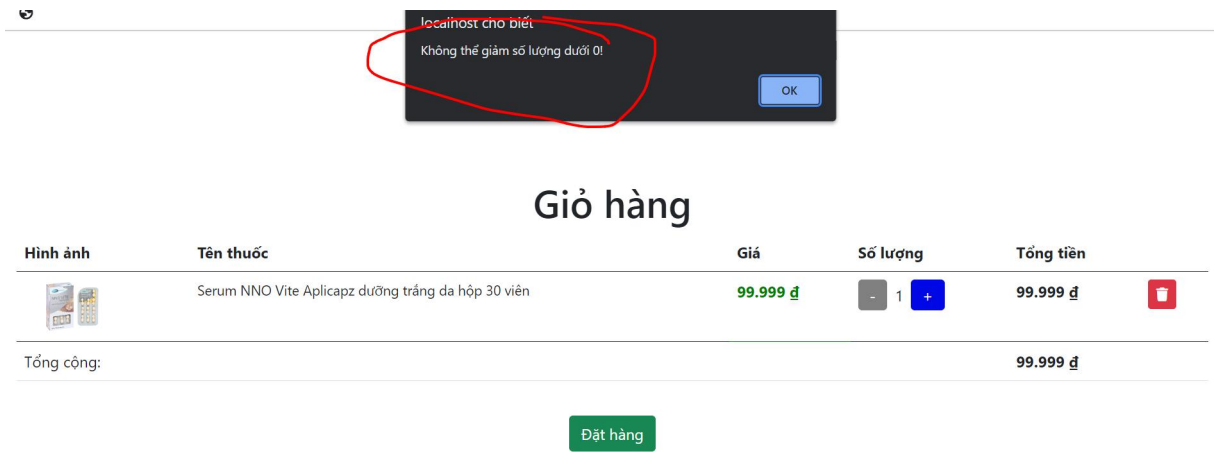 localhost cho biết
Không thể giảm số lượng dưới 0!
OK
Giỏ hàng
Hình ảnh Tên thuốc Giá Số lượng Tổng tiền
Serum NNO Vite Aplicapz dưỡng trắng da hộp 30 viên 99.999 ₫ - 1 + 99.999 ₫
Tổng cộng: 99.999 ₫
Đặt hàng